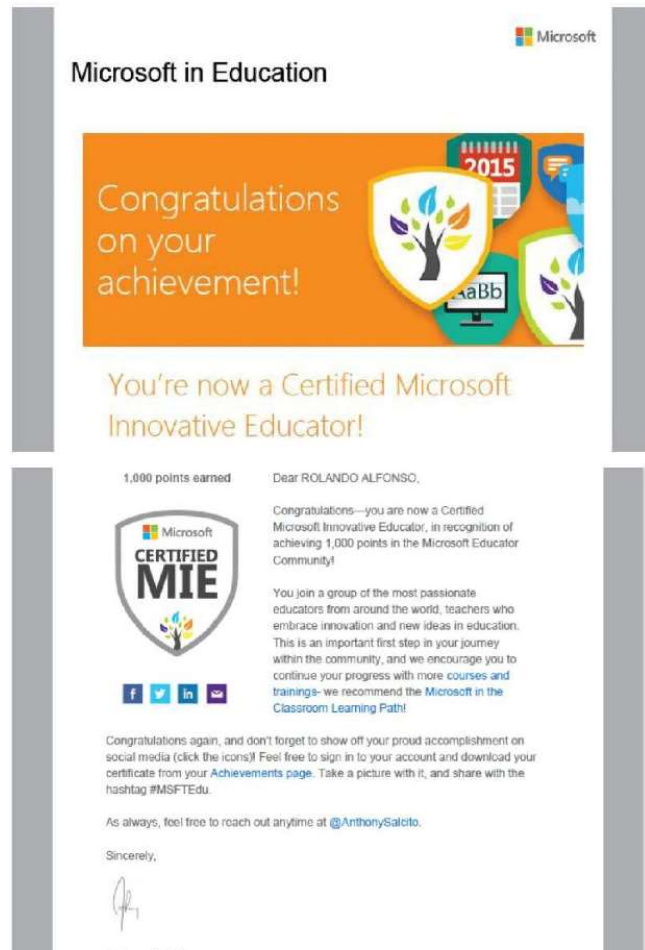 Microsoft
Microsoft in Education
Congratulations
on your
achievement!
2015
AaBb
You're now a Certified Microsoft
Innovative Educator!
1,000 points earned
Microsoft
CERTIFIED
MIE
Dear ROLANDO ALFONSO,
Congratulations—you are now a Certified
Microsoft Innovative Educator, in recognition of
achieving 1,000 points in the Microsoft Educator
Community!
You join a group of the most passionate
educators from around the world, teachers who
embrace innovation and new ideas in education.
This is an important first step in your journey
within the community, and we encourage you to
continue your progress with more courses and
trainings- we recommend the Microsoft in the
Classroom Learning Path!
Congratulations again, and don't forget to show off your proud accomplishment on
social media (click the icons)! Feel free to sign in to your account and download your
certificate from your Achievements page. Take a picture with it, and share with the
hashtag #MSFTEdu.
As always, feel free to reach out anytime at @AnthonySalcito.
Sincerely,